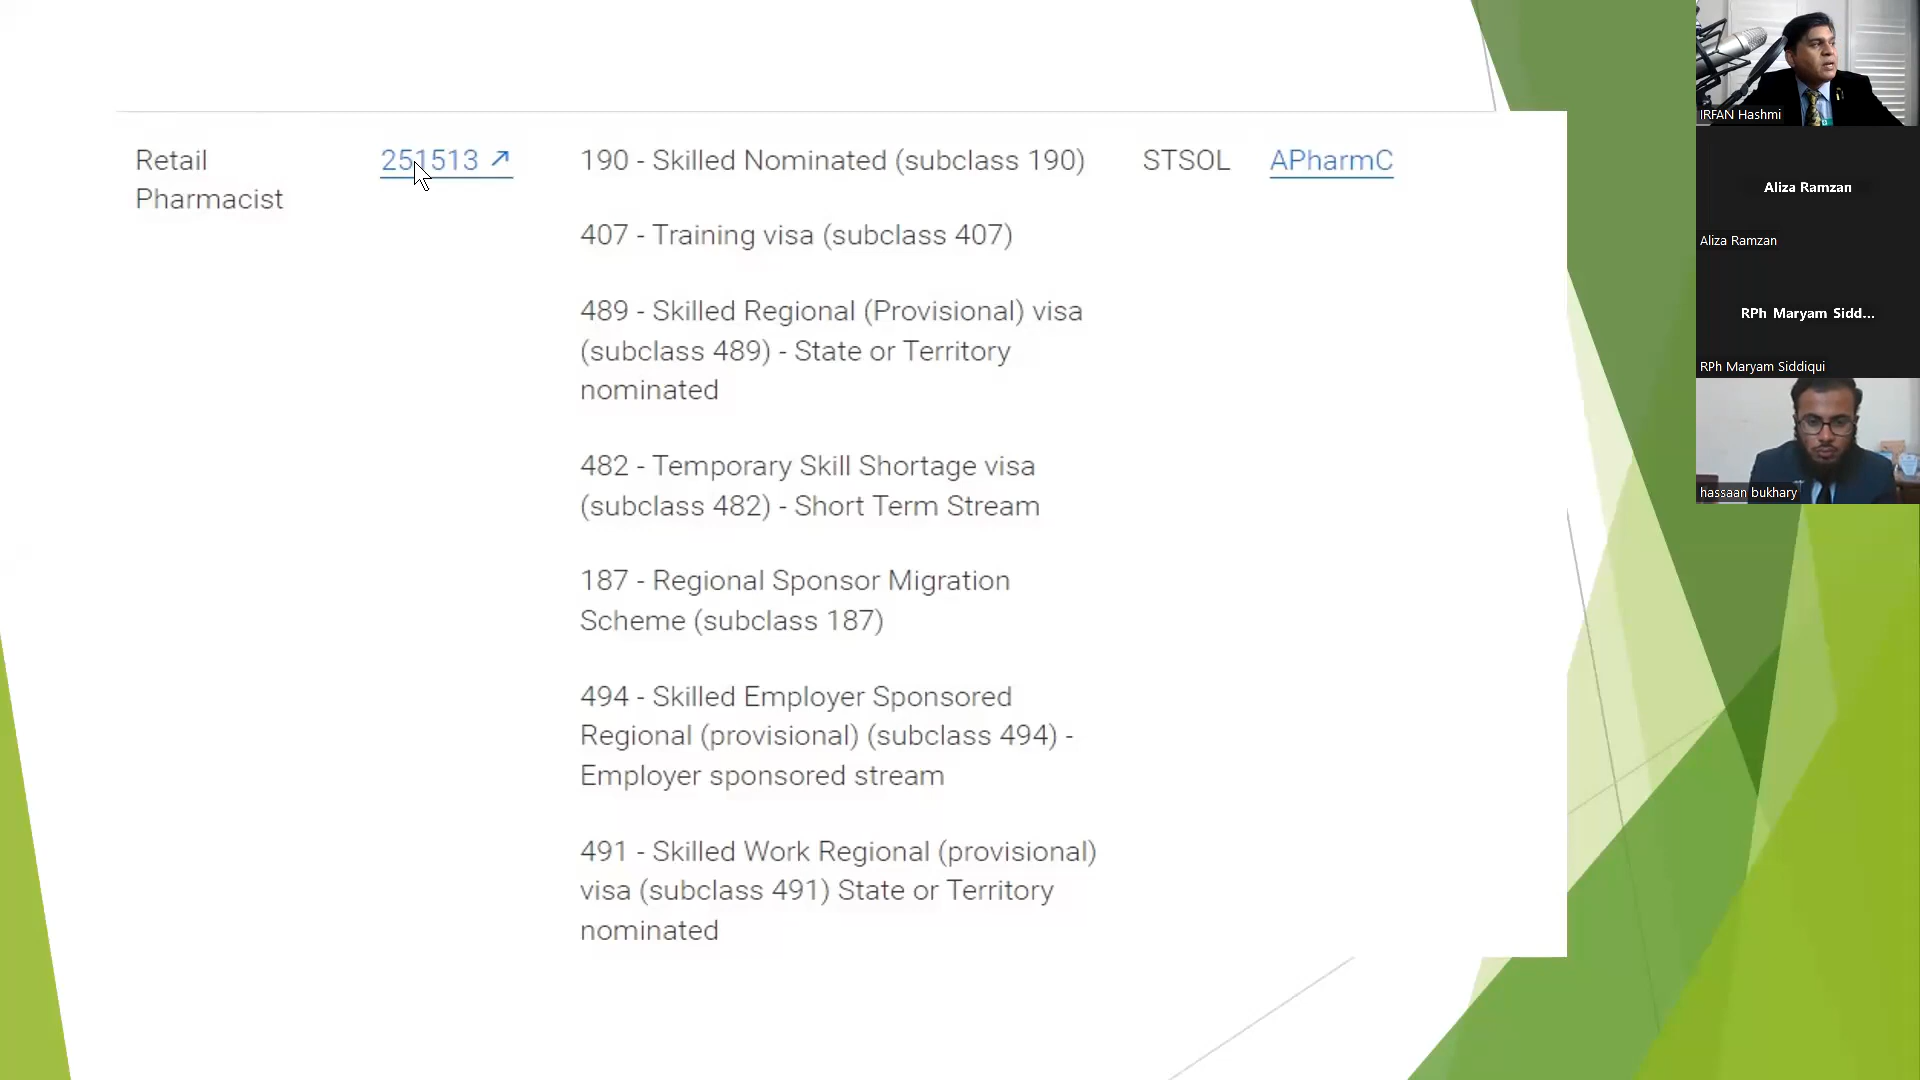 Retail
Pharmacist
251513
190 - Skilled Nominated (subclass 190)
407 - Training visa (subclass 407)
489 - Skilled Regional (Provisional) visa
(subclass 489) - State or Territory
nominated
482 - Temporary Skill Shortage visa
(subclass 482) - Short Term Stream
187 - Regional Sponsor Migration
Scheme (subclass 187)
494 - Skilled Employer Sponsored
Regional (provisional) (subclass 494) -
Employer sponsored stream
491 - Skilled Work Regional (provisional)
visa (subclass 491) State or Territory
nominated
STSOL
APharmC
IRFAN Hashmi
Aliza Ramzan
Aliza Ramzan
RPh Maryam Sidd...
RPh Maryam Siddiqui
hassaan bukhary